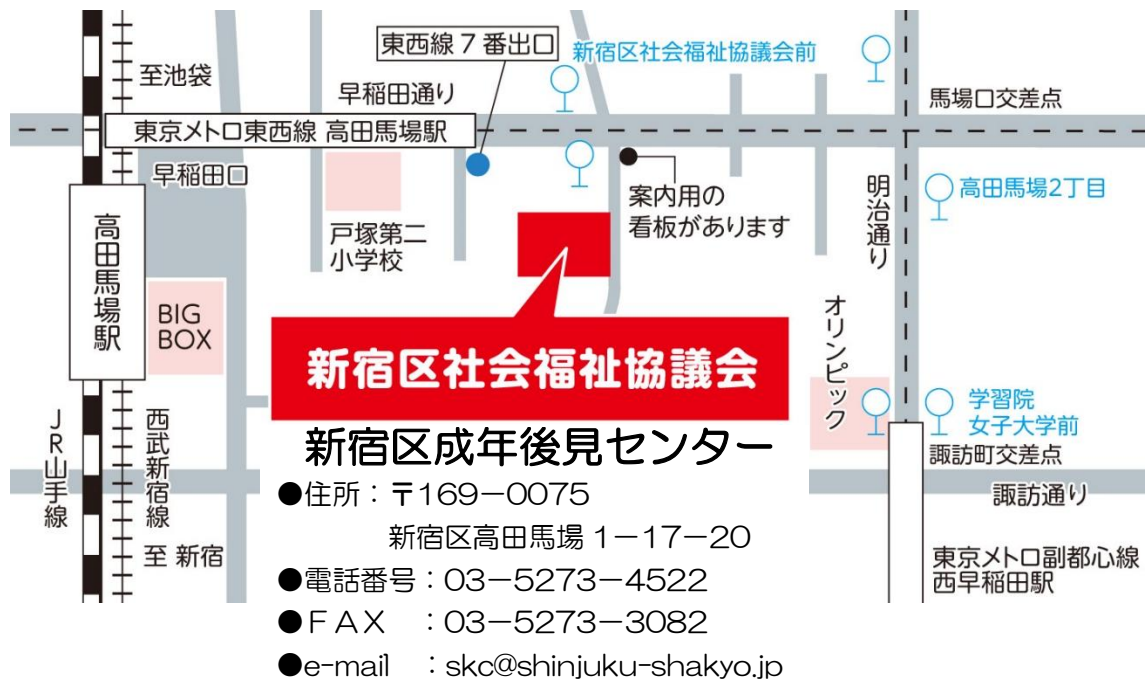 東西線７番出口
新宿区社会福祉協議会前
至池袋
早稲田通り
馬場口交差点
東京メトロ東西線 高田馬場駅
早稲田口
案内用の
看板があります
明治通り
高田馬場2丁目
戸塚第二
小学校
高田馬場駅
BIG
BOX
オリンピック
新宿区社会福祉協議会
学習院
女子大学前
ＪＲ山手線
西武新宿線
新宿区成年後見センター
諏訪町交差点
諏訪通り
●住所：〒169－0075
新宿区高田馬場 1－17－20
至 新宿
東京メトロ副都心線
西早稲田駅
●電話番号：03－5273－4522
●ＦＡＸ　：03－5273－3082
●e-mail　：skc@shinjuku-shakyo.jp